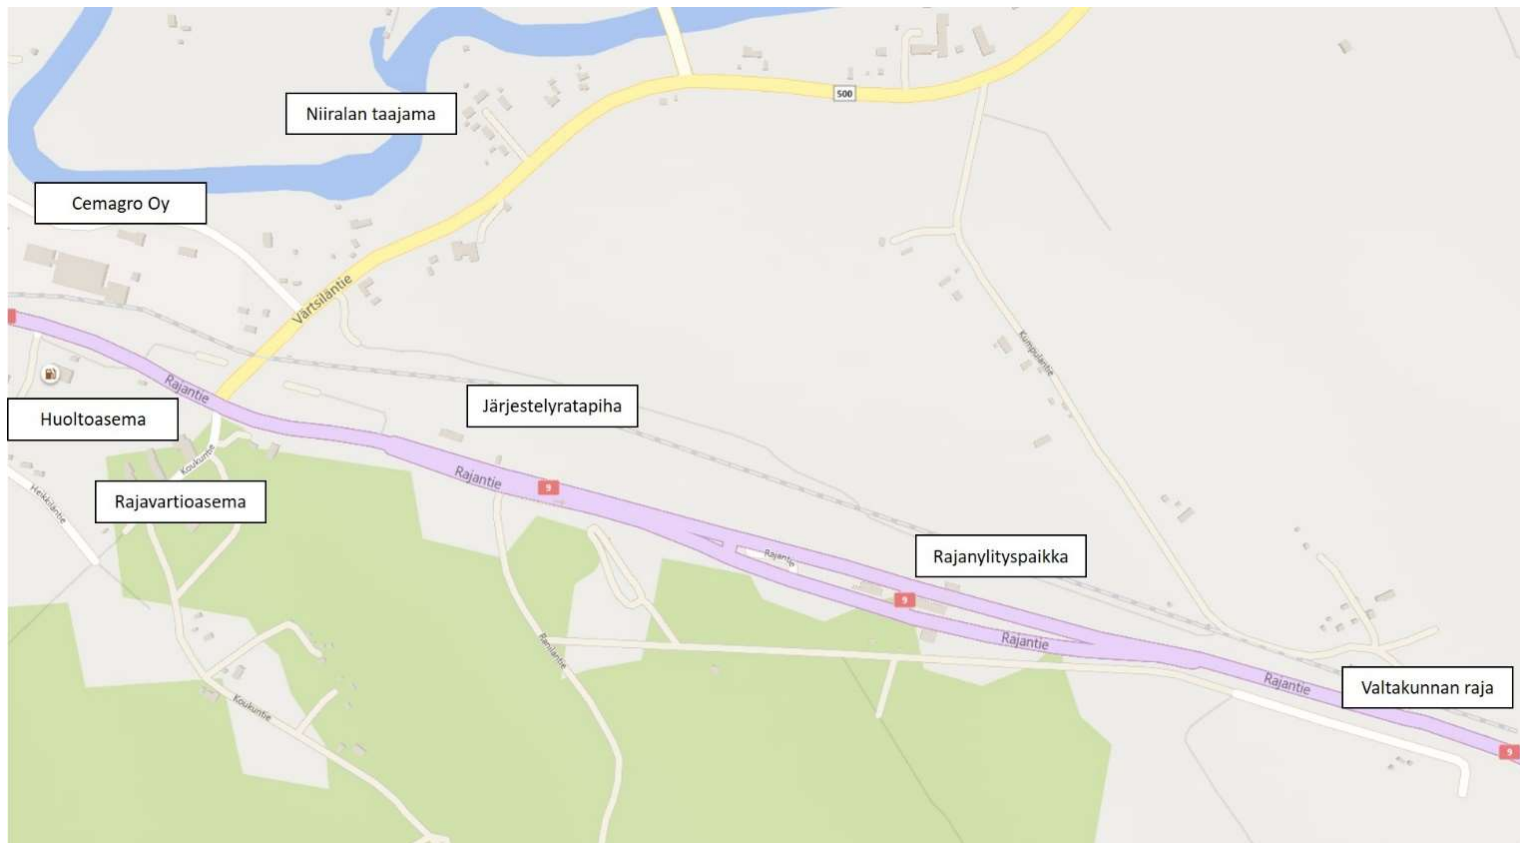 500
Niiralan taajama
Cemagro Oy
Värtsiläntie
Kumpulantie
Rajantie
Järjestelyratapiha
Huoltoasema
Koukuntie
Rajantie
9
Heikkiläntie
Rajavartioasema
Rajantie
Rajanylityspaikka
9
Rajantie
Raniläntie
Rajantie
Valtakunnan raja
Koukuntie
9